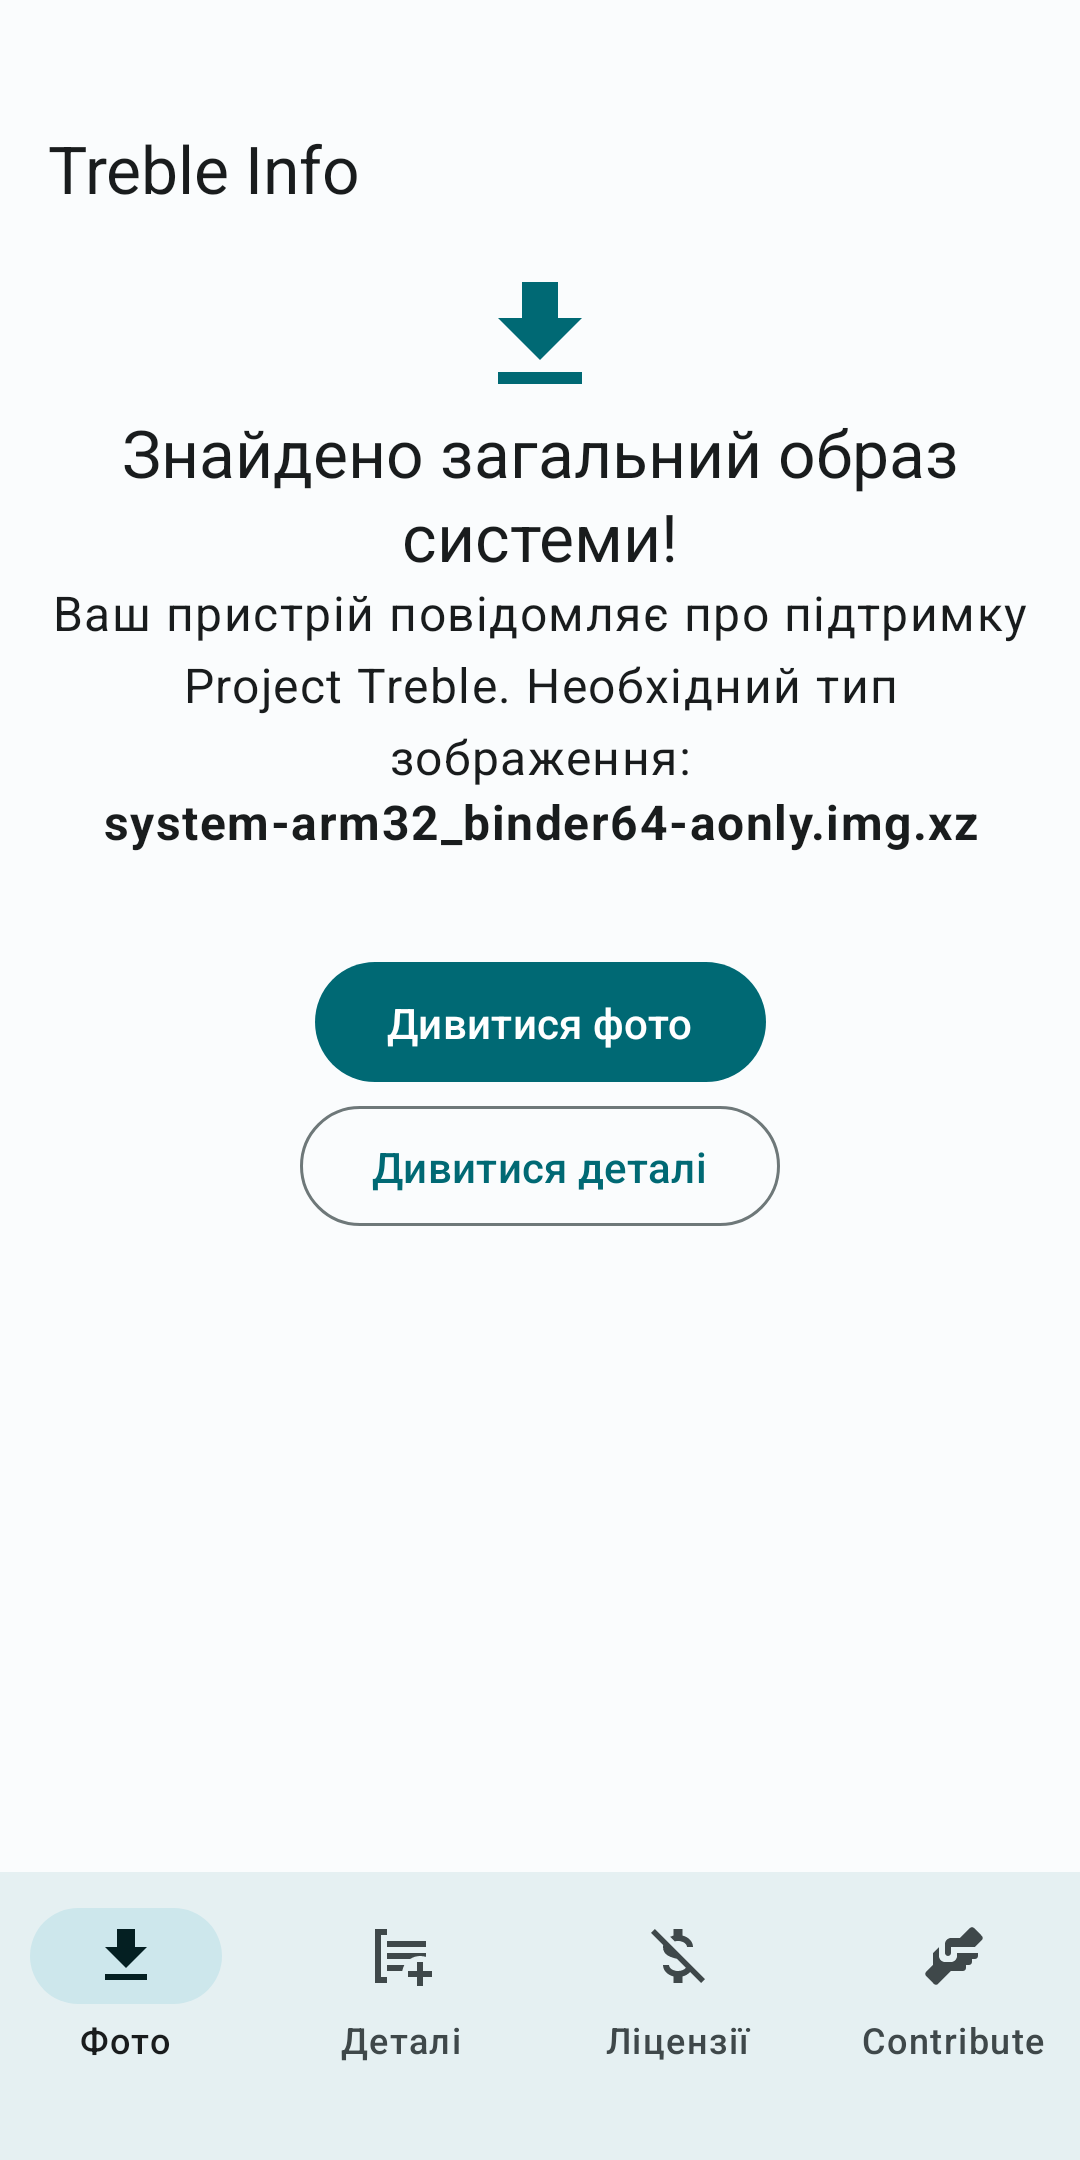 Treble Info
Знайдено загальний образ
системи!
Ваш пристрій повідомляє про підтримку
Project Treble. Необхідний тип
зображення:
system-arm32_binder64-aonly.img.xz
Дивитися фото
Дивитися деталі
Фото
Деталі
Ліцензії
Contribute